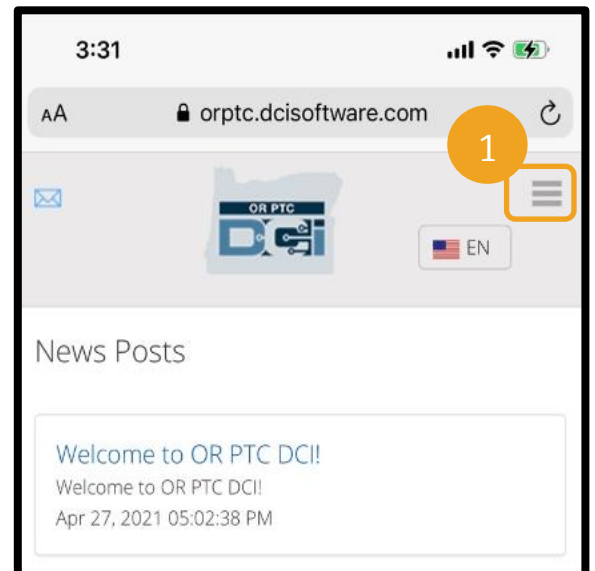 3:31
AA orptc.dcisoftware.com
1
OR PTC
DCi
EN
News Posts
Welcome to OR PTC DCI!
Welcome to OR PTC DCI!
Apr 27, 2021 05:02:38 PM